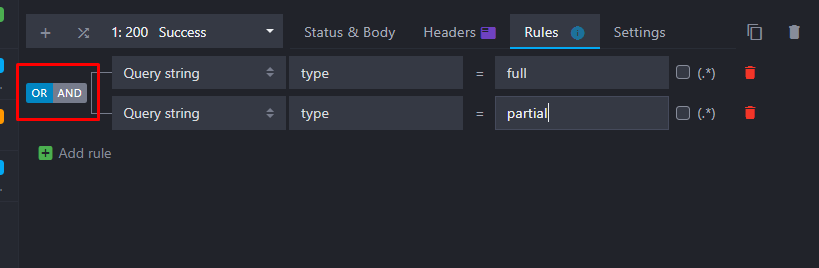 1: 200 Success Status & Body Headers Rules Settings
Query string type = full (.*)
OR AND
Query string type = partial (.*)
Add rule